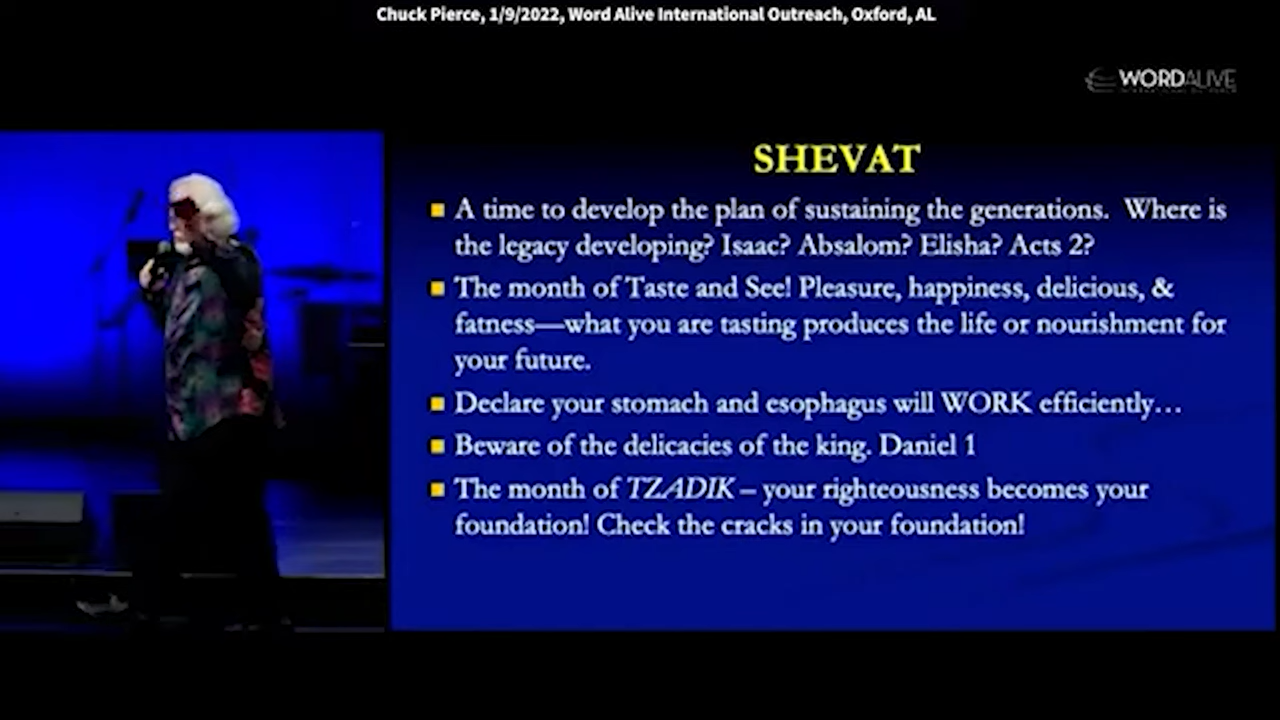 Chuck Pierce, 1/9/2022, Word Alive International Outreach, Oxford, AL
WORDALIVE
SHEVAT
A time to develop the plan of sustaining the generations. Where is
the legacy developing? Isaac? Absalom? Elisha? Acts 2?
The month of Taste and See! Pleasure, happiness, delicious, &
fatness—what you are tasting produces the life or nourishment for
your future.
Declare your stomach and esophagus will WORK efficiently…
Beware of the delicacies of the king. Daniel 1
The month of TZADIK – your righteousness becomes your
foundation! Check the cracks in your foundation!